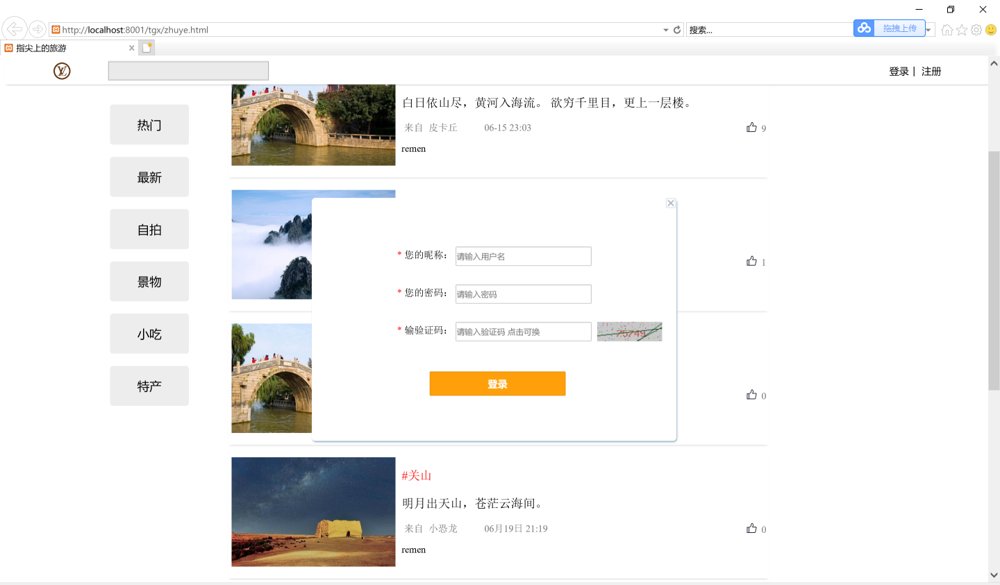 http://localhost:8001/tgx/zhuye.html
搜索...
拖拽上传
指尖上的旅游
登录 | 注册
热门
最新
自拍
景物
小吃
特产
白日依山尽，黄河入海流。 欲穷千里目，更上一层楼。
来自 皮卡丘 06-15 23:03
9
remen
1
* 您的昵称： 请输入用户名
* 您的密码： 请输入密码
* 输验证码： 请输入验证码 点击可换 75749
登录
0
#关山
明月出天山，苍茫云海间。
来自 小恐龙 06月19日 21:19
0
remen